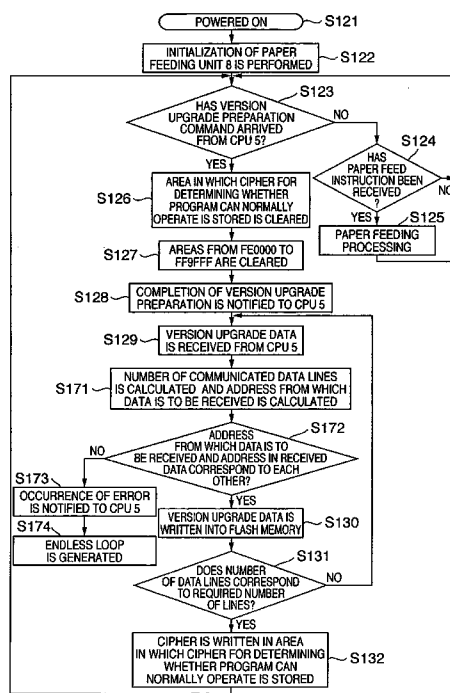 POWERED ON
S121
INITIALIZATION OF PAPER
FEEDING UNIT 8 IS PERFORMED
S122
S123
HAS VERSION
UPGRADE PREPARATION
COMMAND ARRIVED
FROM CPU 5?
NO
YES
S124
HAS
PAPER FEED
INSTRUCTION BEEN
RECEIVED
?
NO
YES
S125
PAPER FEEDING
PROCESSING
S126
AREA IN WHICH CIPHER FOR
DETERMINING WHETHER
PROGRAM CAN NORMALLY
OPERATE IS STORED IS CLEARED
S127
AREAS FROM FE0000 TO
FF9FFF ARE CLEARED
S128
COMPLETION OF VERSION UPGRADE
PREPARATION IS NOTIFIED TO CPU 5
S129
VERSION UPGRADE DATA
IS RECEIVED FROM CPU 5
S171
NUMBER OF COMMUNICATED DATA LINES
IS CALCULATED AND ADDRESS FROM WHICH
DATA IS TO BE RECEIVED IS CALCULATED
S172
ADDRESS
FROM WHICH DATA IS TO
BE RECEIVED AND ADDRESS IN RECEIVED
DATA CORRESPOND TO EACH
OTHER?
NO
YES
S173
OCCURRENCE OF ERROR
IS NOTIFIED TO CPU 5
S174
ENDLESS LOOP
IS GENERATED
S130
VERSION UPGRADE DATA IS
WRITTEN INTO FLASH MEMORY
S131
DOES NUMBER
OF DATA LINES CORRESPOND
TO REQUIRED NUMBER
OF LINES?
NO
YES
CIPHER IS WRITTEN IN AREA
IN WHICH CIPHER FOR DETERMINING
WHETHER PROGRAM CAN
NORMALLY OPERATE IS STORED
S132